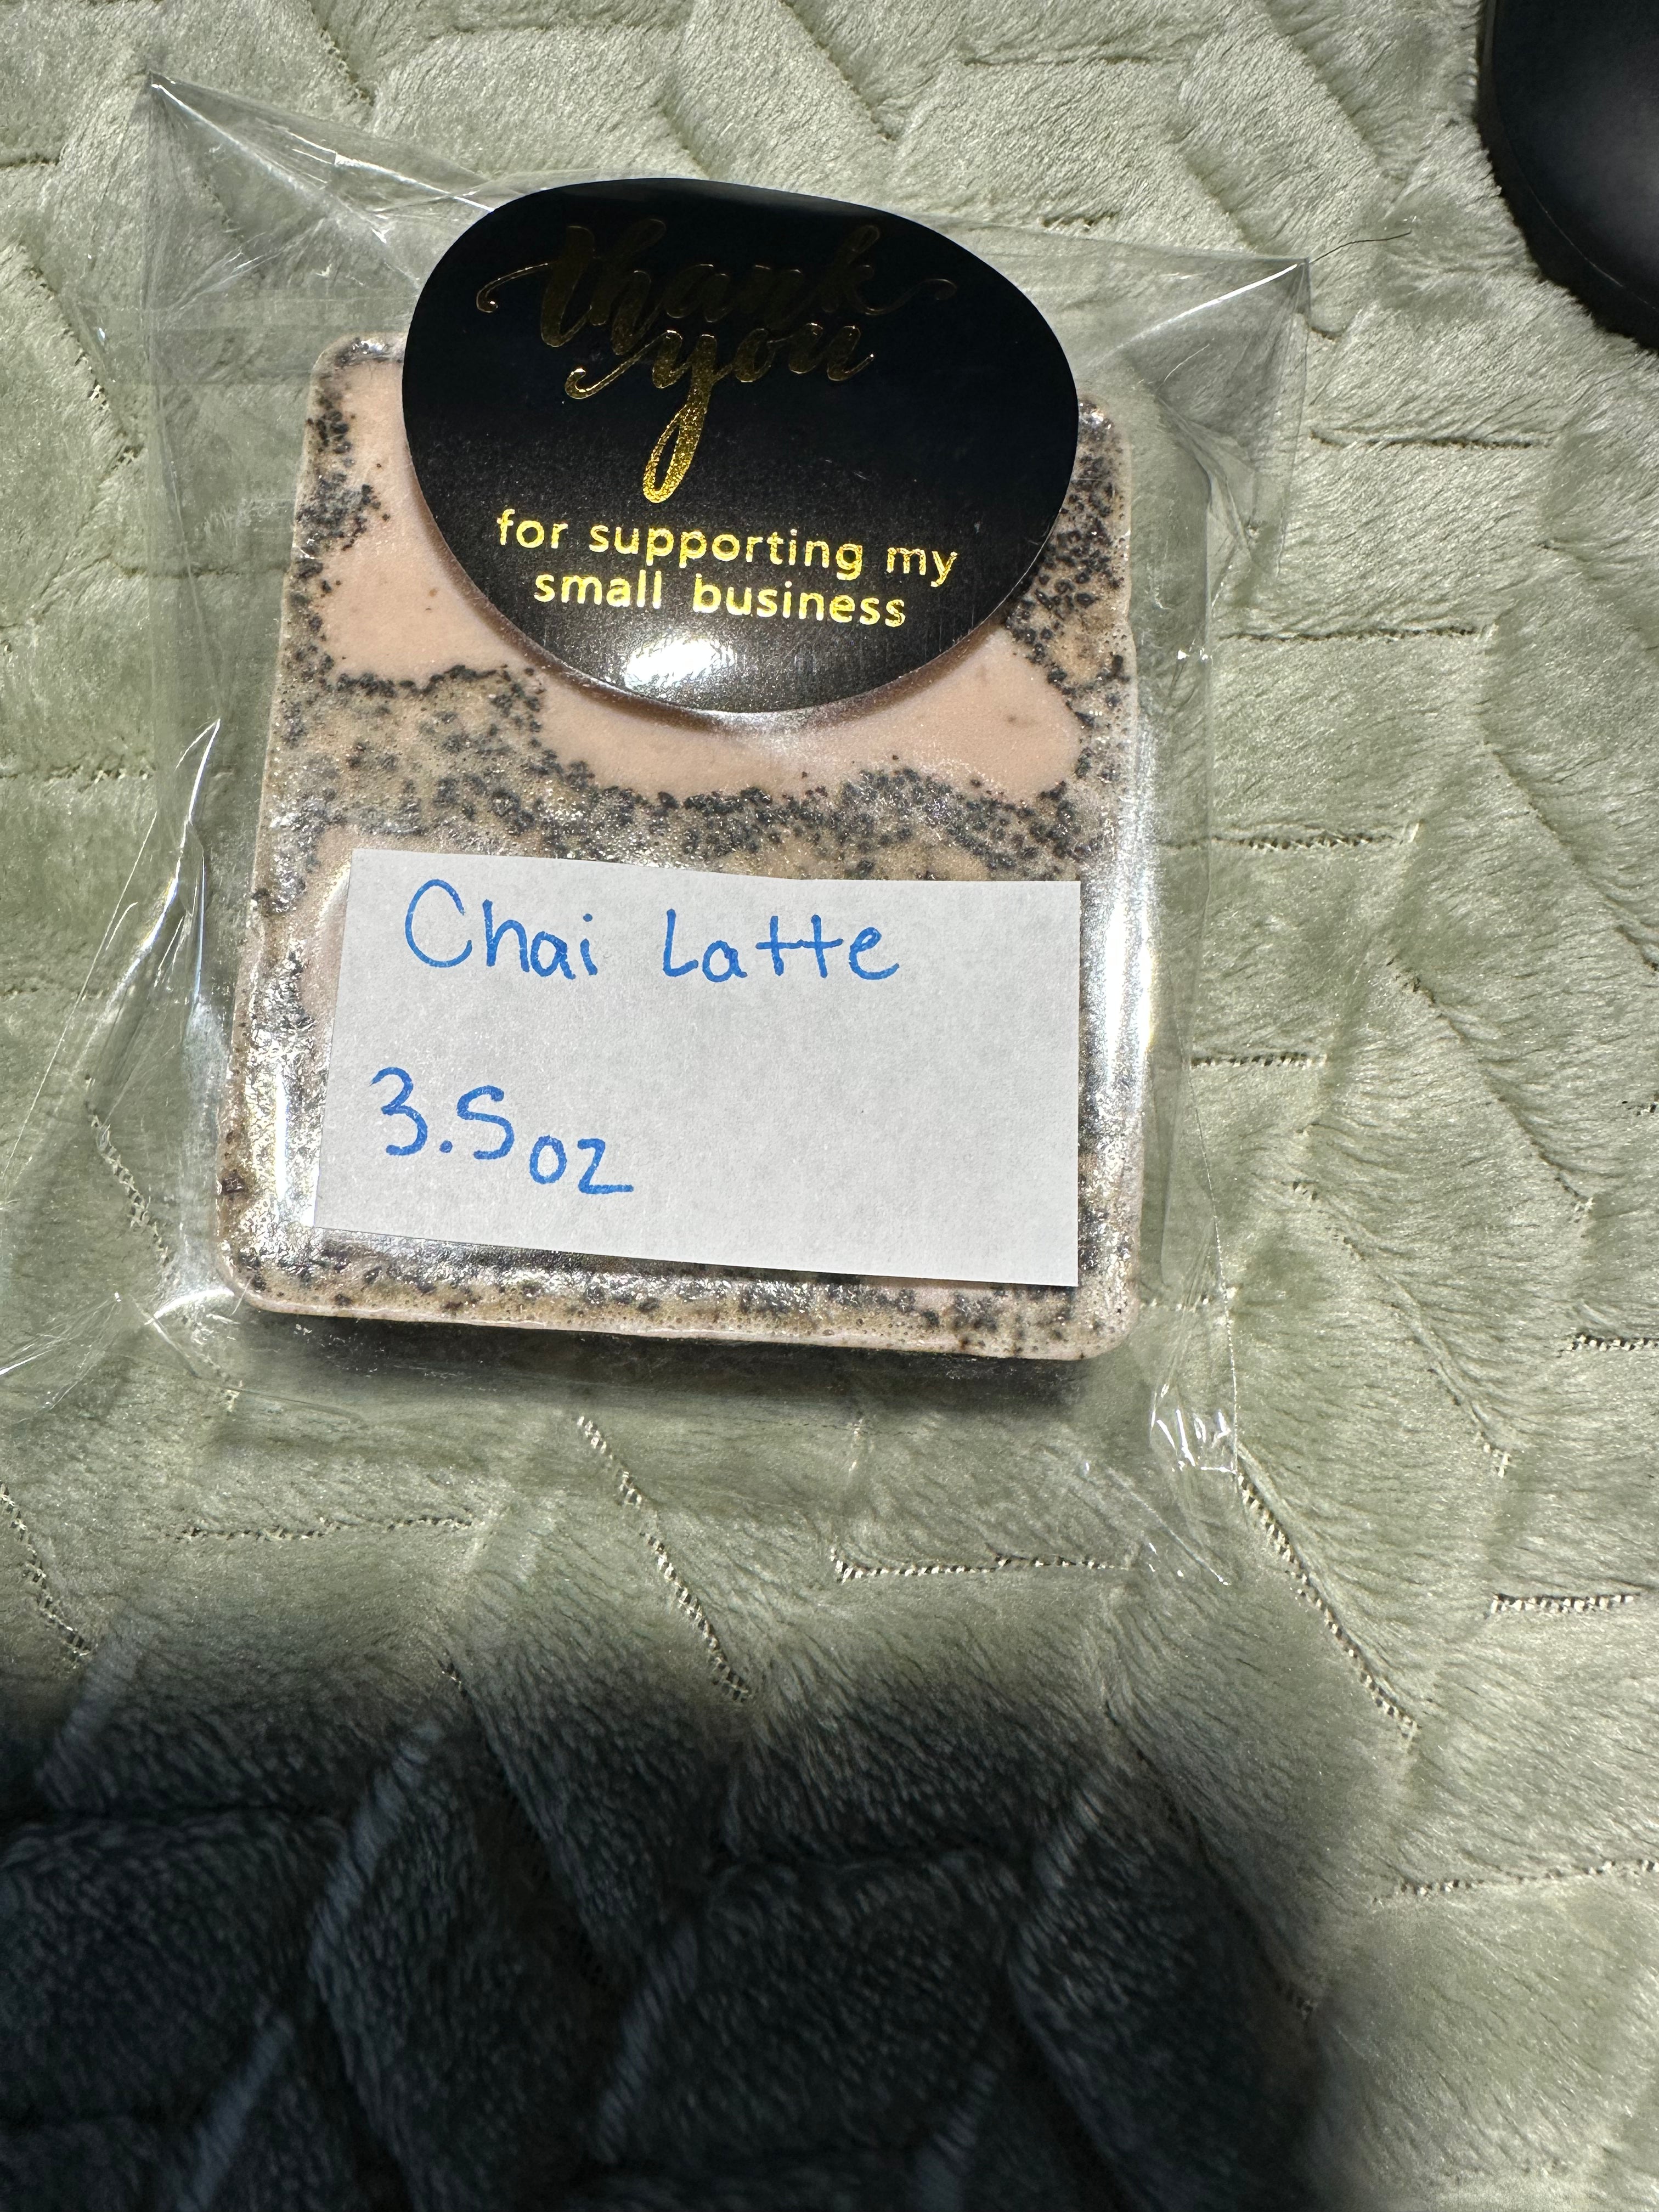 thank
you
for supporting my
small business
Chai Latte
3.5oz